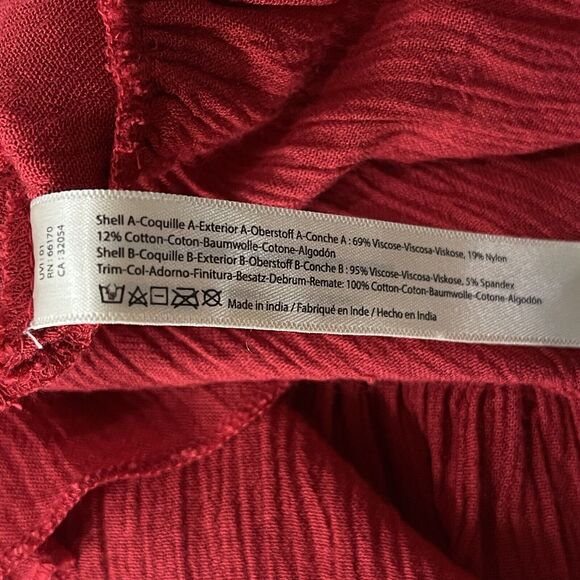 Shell A-Coquille A-Exterior A-Oberstoff A-Conche A : 69% Viscose-Viscosa-Viskose, 19% Nylon
12% Cotton-Coton-Baumwolle-Cotone-Algodón
Shell B-Coquille B-Exterior B-Oberstoff B-Conche B : 95% Viscose-Viscosa-Viskose, 5% Spandex
Trim-Col-Adorno-Finitura-Besatz-Debrum-Remate: 100% Cotton-Coton-Baumwolle-Cotone-Algodón
Made in india / Fabriqué en Inde / Hecho en India
RN : 66170
CA : 32054